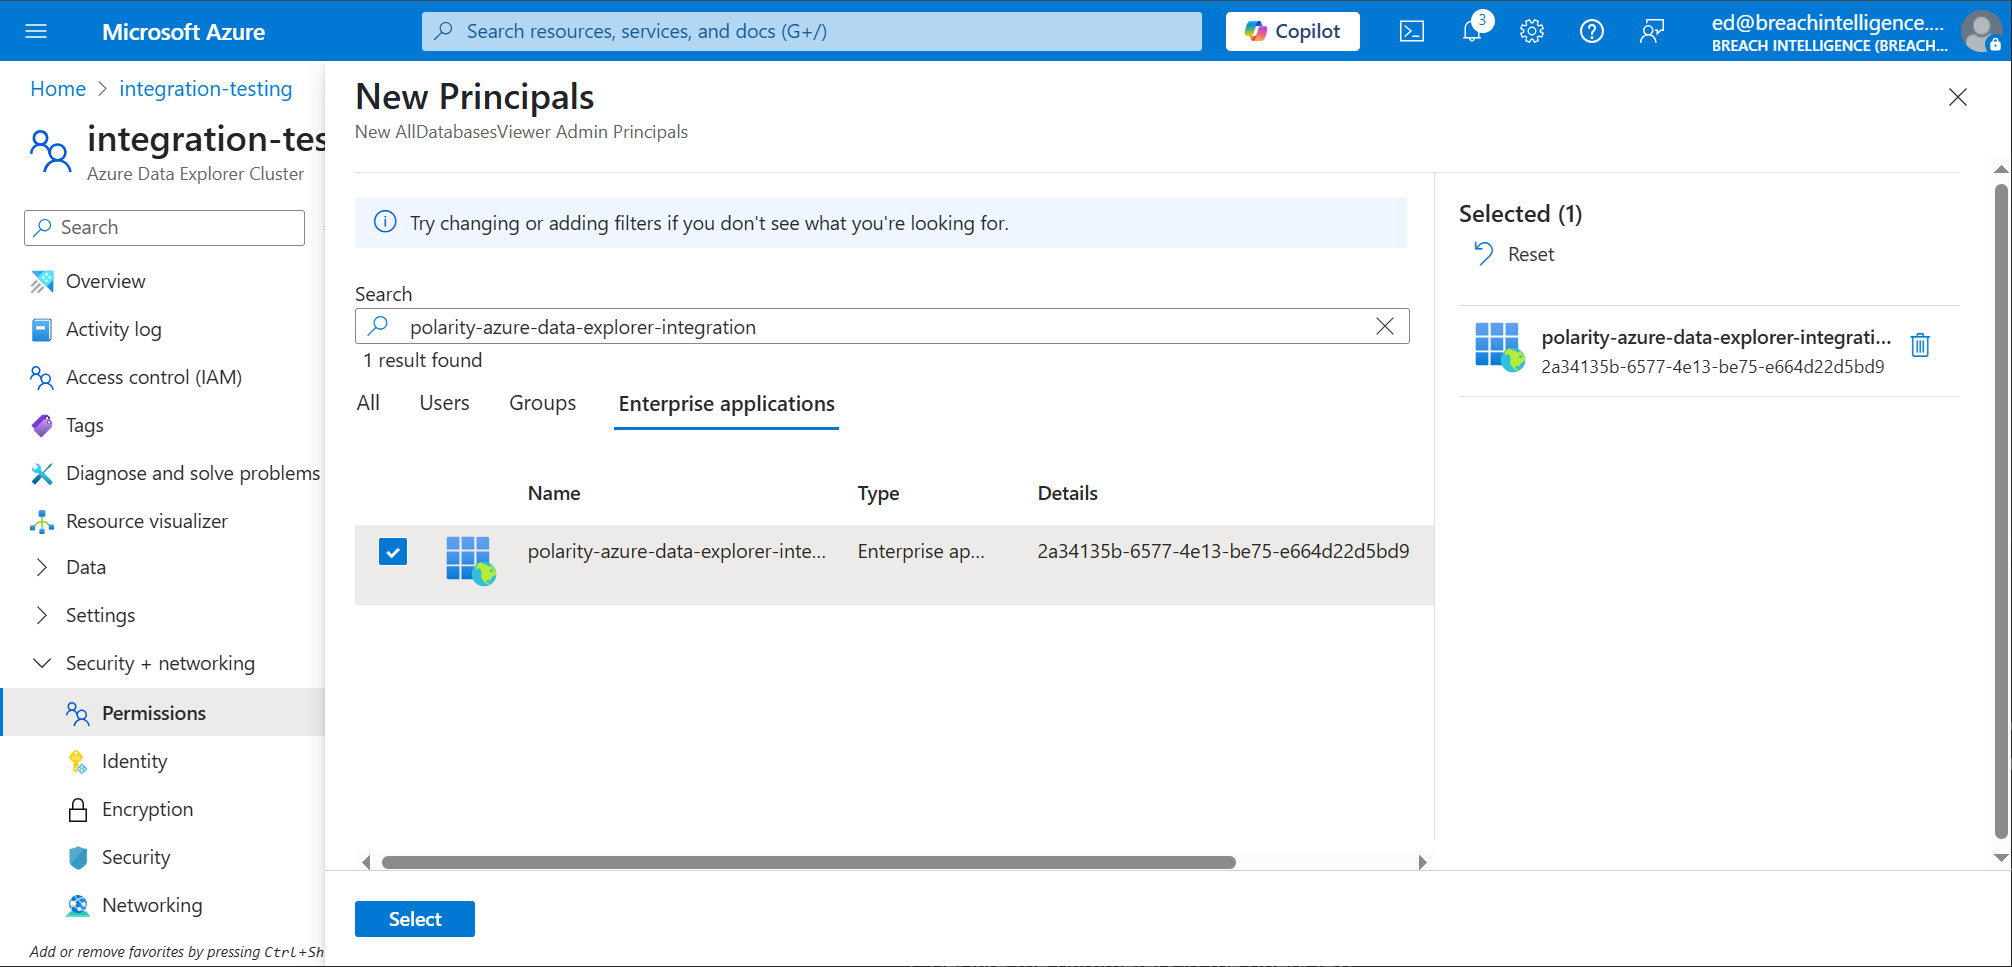 Microsoft Azure
Search resources, services, and docs (G+/)
Copilot
3
ed@breachintelligence....
BREACH INTELLIGENCE (BREACH...
Home > integration-testing
integration-tes
Azure Data Explorer Cluster
Search
Overview
Activity log
Access control (IAM)
Tags
Diagnose and solve problems
Resource visualizer
Data
Settings
Security + networking
Permissions
Identity
Encryption
Security
Networking
Add or remove favorites by pressing Ctrl+Sh
New Principals
New AllDatabasesViewer Admin Principals
Try changing or adding filters if you don't see what you're looking for.
Search
polarity-azure-data-explorer-integration
1 result found
All Users Groups Enterprise applications
Name Type Details
polarity-azure-data-explorer-inte... Enterprise ap... 2a34135b-6577-4e13-be75-e664d22d5bd9
Select
Selected (1)
Reset
polarity-azure-data-explorer-integrati...
2a34135b-6577-4e13-be75-e664d22d5bd9